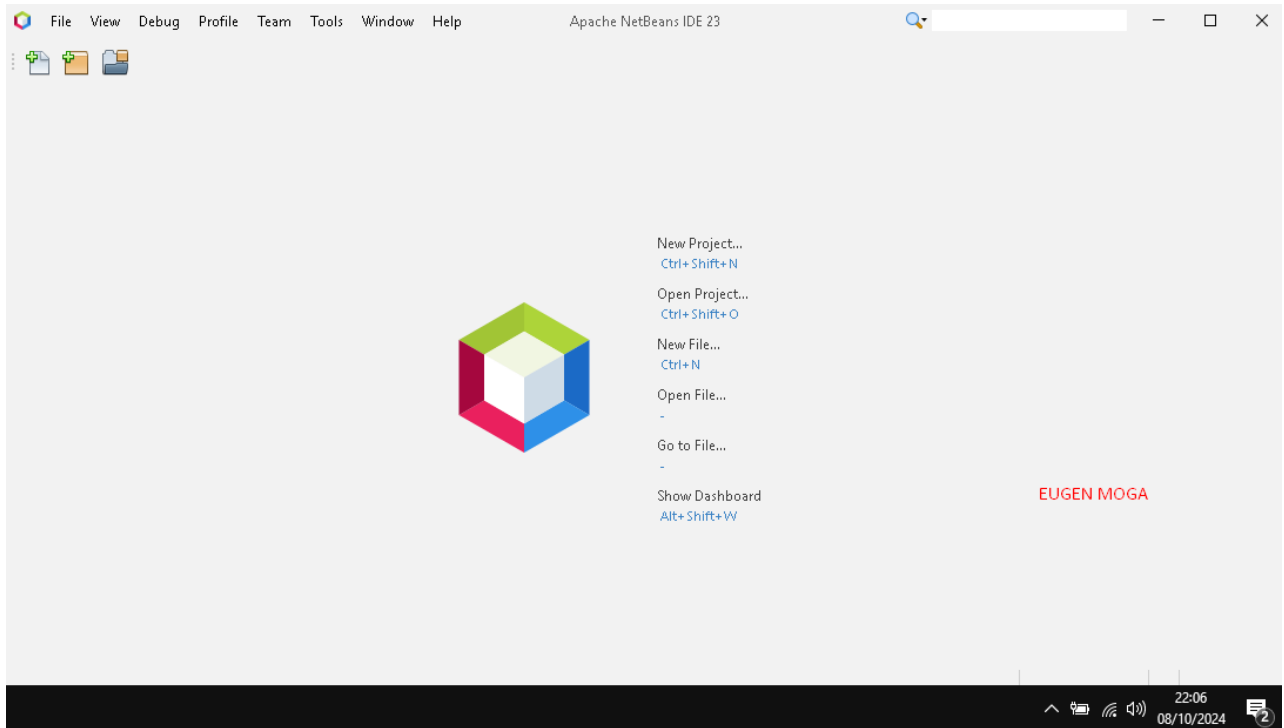 File View Debug Profile Team Tools Window Help Apache NetBeans IDE 23
New Project...
Ctrl+Shift+N
Open Project...
Ctrl+Shift+O
New File...
Ctrl+N
Open File...
-
Go to File...
-
Show Dashboard
Alt+Shift+W
EUGEN MOGA
22:06
08/10/2024
2